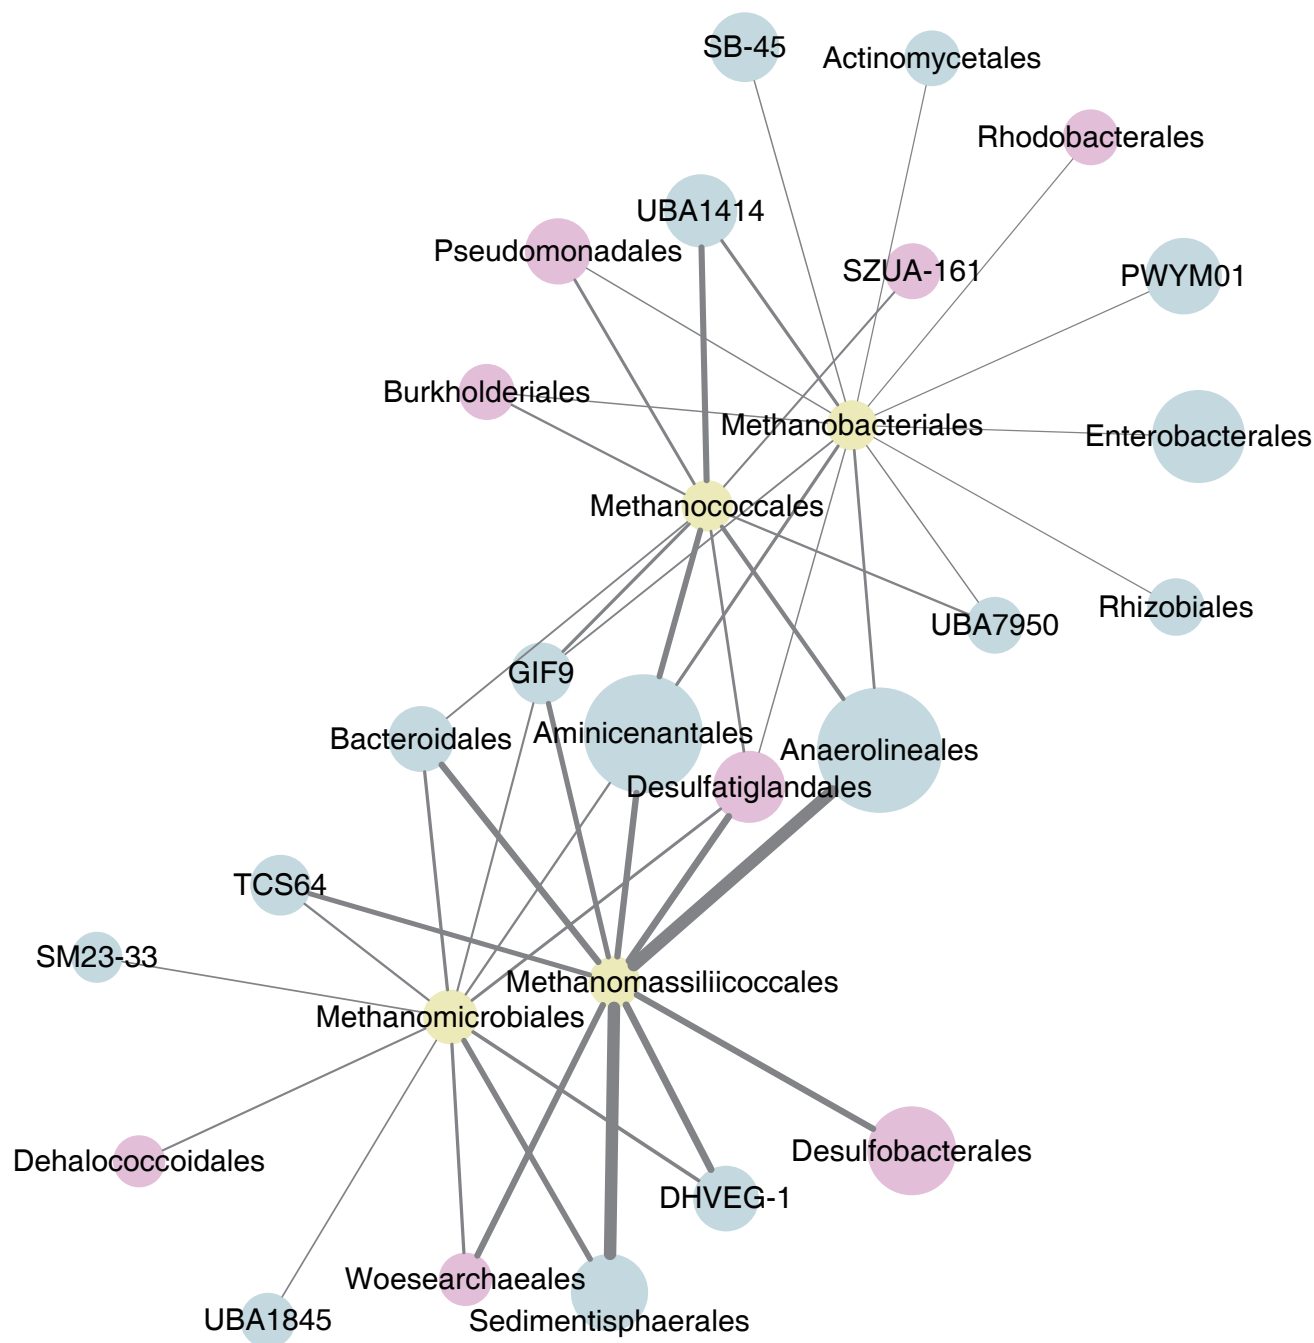 SB-45
Actinomycetales
Rhodobacterales
UBA1414
Pseudomonadales
SZUA-161
PWYM01
Burkholderiales
Methanobacteriales
Enterobacterales
Methanococcales
Rhizobiales
UBA7950
GIF9
Bacteroidales
Aminicenantales
Anaerolineales
Desulfatiglandales
TCS64
SM23-33
Methanomassiliicoccales
Methanomicrobiales
Desulfobacterales
Dehalococcoidales
DHVEG-1
Woesearchaeales
UBA1845
Sedimentisphaerales